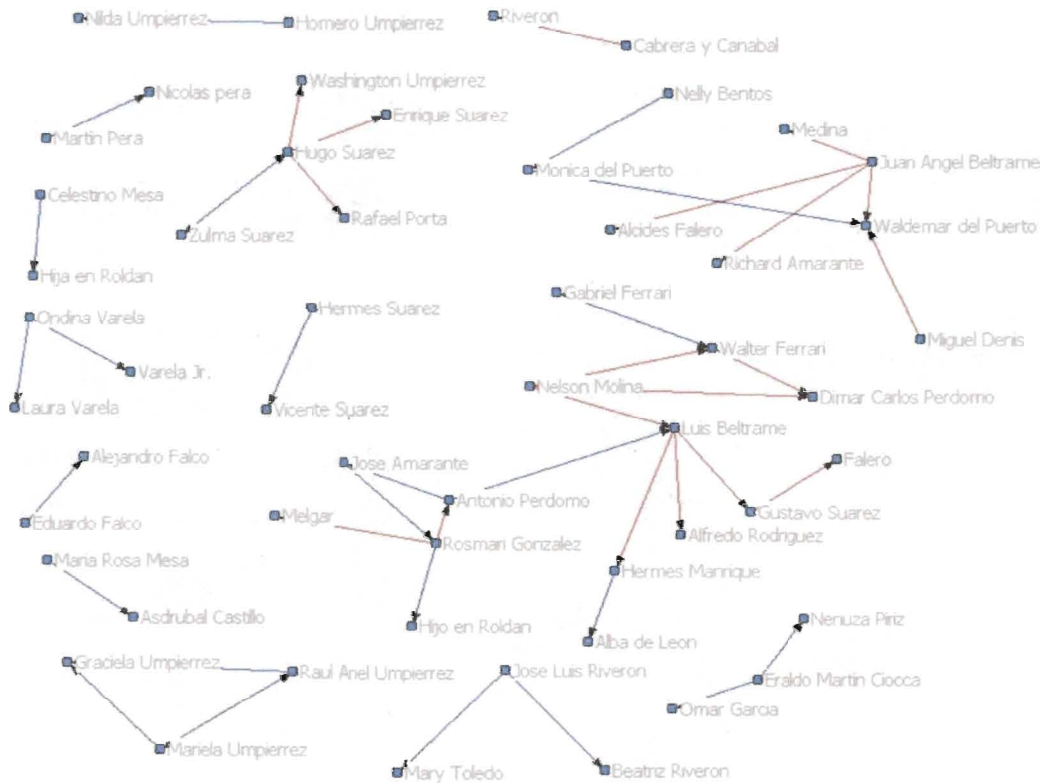 Nilda Umpierrez
Homero Umpierrez
Riveron
Cabrera y Canabal
Washington Umpierrez
Nicolas pera
Nelly Bentos
Enrique Suarez
Medina
Martin Pera
Hugo Suarez
Juan Angel Beltrame
Monica del Puerto
Celestino Mesa
Rafael Porta
Waldemar del Puerto
Zulma Suarez
Alcides Falero
Richard Amarante
Hija en Roldan
Gabriel Ferrari
Hermes Suarez
Ondina Varela
Miguel Denis
Walter Ferrari
Varela Jr.
Nelson Molina
Dimar Carlos Perdomo
Laura Varela
Vicente Suarez
Luis Beltrame
Alejandro Falco
Jose Amarante
Falero
Antonio Perdomo
Gustavo Suarez
Melgar
Eduardo Falco
Alfredo Rodriguez
Rosmari Gonzalez
Maria Rosa Mesa
Hermes Manrique
Asdrubal Castillo
Nenuza Piriz
Hijo en Roldan
Alba de Leon
Graciela Umpierrez
Raul Anel Umpierrez
Jose Luis Riveron
Eraldo Martin Ciocca
Omar Garcia
Mariela Umpierrez
Mary Toledo
Beatriz Riveron